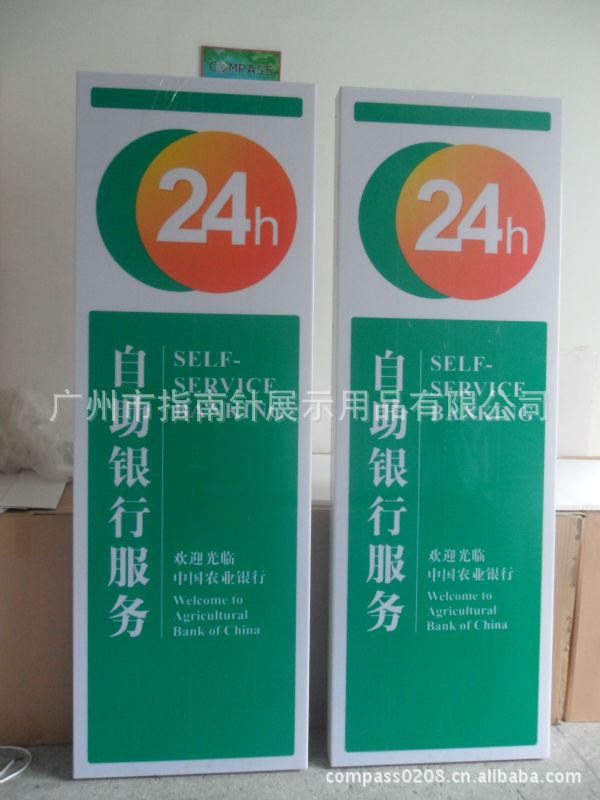 COMPASS
24h
自助银行服务
SELF-
SERVICE
BANKING
欢迎光临
中国农业银行
Welcome to
Agricultural
Bank of China
24h
自助银行服务
SELF-
SERVICE
BANKING
欢迎光临
中国农业银行
Welcome to
Agricultural
Bank of China
广州市指南针展示用品有限公司
compass0208.cn.alibaba.com